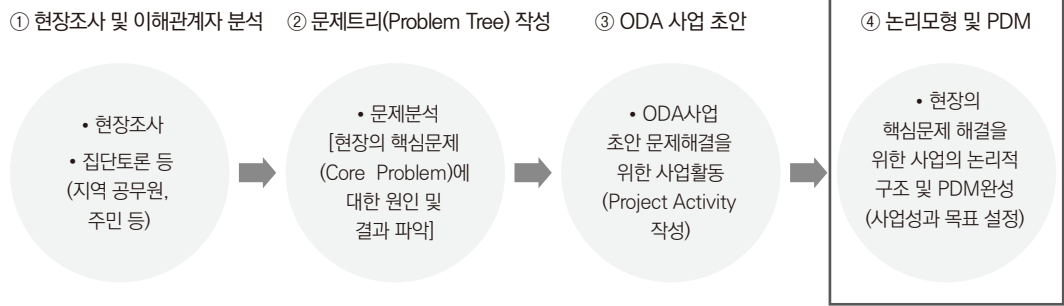 ① 현장조사 및 이해관계자 분석
② 문제트리(Problem Tree) 작성
③ ODA 사업 초안
④ 논리모형 및 PDM
• 현장조사
• 집단토론 등
(지역 공무원,
주민 등)
• 문제분석
[현장의 핵심문제
(Core Problem)에
대한 원인 및
결과 파악]
• ODA사업
초안 문제해결을
위한 사업활동
(Project Activity
작성)
• 현장의
핵심문제 해결을
위한 사업의 논리적
구조 및 PDM완성
(사업성과 목표 설정)